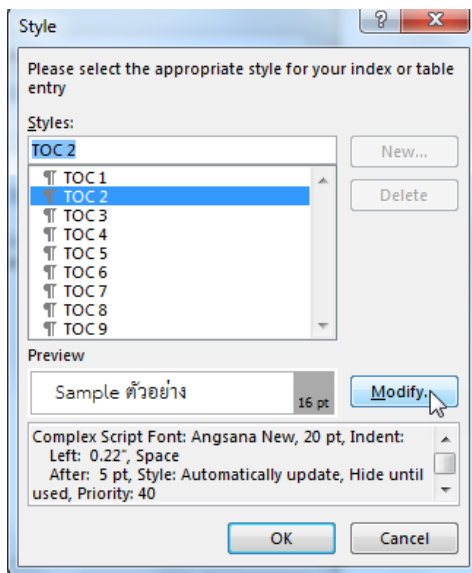 Style
Please select the appropriate style for your index or table
entry
Styles:
TOC 2
New...
TOC 1
TOC 2
Delete
TOC 3
TOC 4
TOC 5
TOC 6
TOC 7
TOC 8
TOC 9
Preview
Sample ตัวอย่าง
16 pt
Modify...
Complex Script Font: Angsana New, 20 pt, Indent:
Left: 0.22", Space
After: 5 pt, Style: Automatically update, Hide until
used, Priority: 40
OK
Cancel